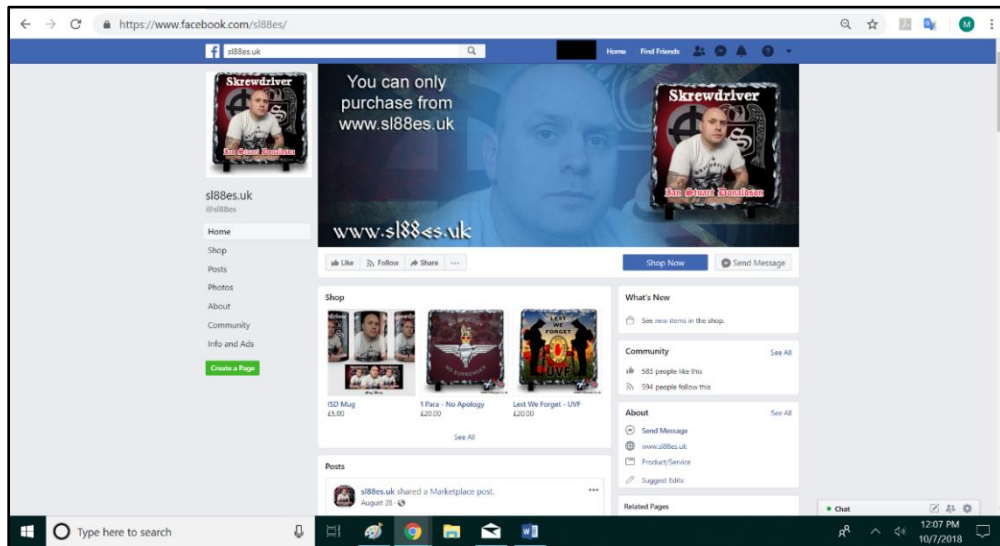 https://www.facebook.com/sl88es/
M
sl88es.uk
Home
Find Friends
Skrewdriver
Ian Stuart Donaldson
You can only
purchase from
www.sl88es.uk
Skrewdriver
Ian Stuart Donaldson
www.sl88es.uk
sl88es.uk
@sl88es
Home
Shop
Posts
Photos
About
Community
Info and Ads
Create a Page
Like
Follow
Share
Shop Now
Send Message
Shop
NO SURRENDER
LEST
WE
FORGET
UVF
ISD Mug
£5.00
1 Para - No Apology
£20.00
Lest We Forget - UVF
£20.00
See All
Posts
sl88es.uk shared a Marketplace post.
August 28
What's New
See new items in the shop.
Community
See All
583 people like this
594 people follow this
About
See All
Send Message
www.sl88es.uk
Product/Service
Suggest Edits
Related Pages
Chat
Type here to search
12:07 PM
10/7/2018